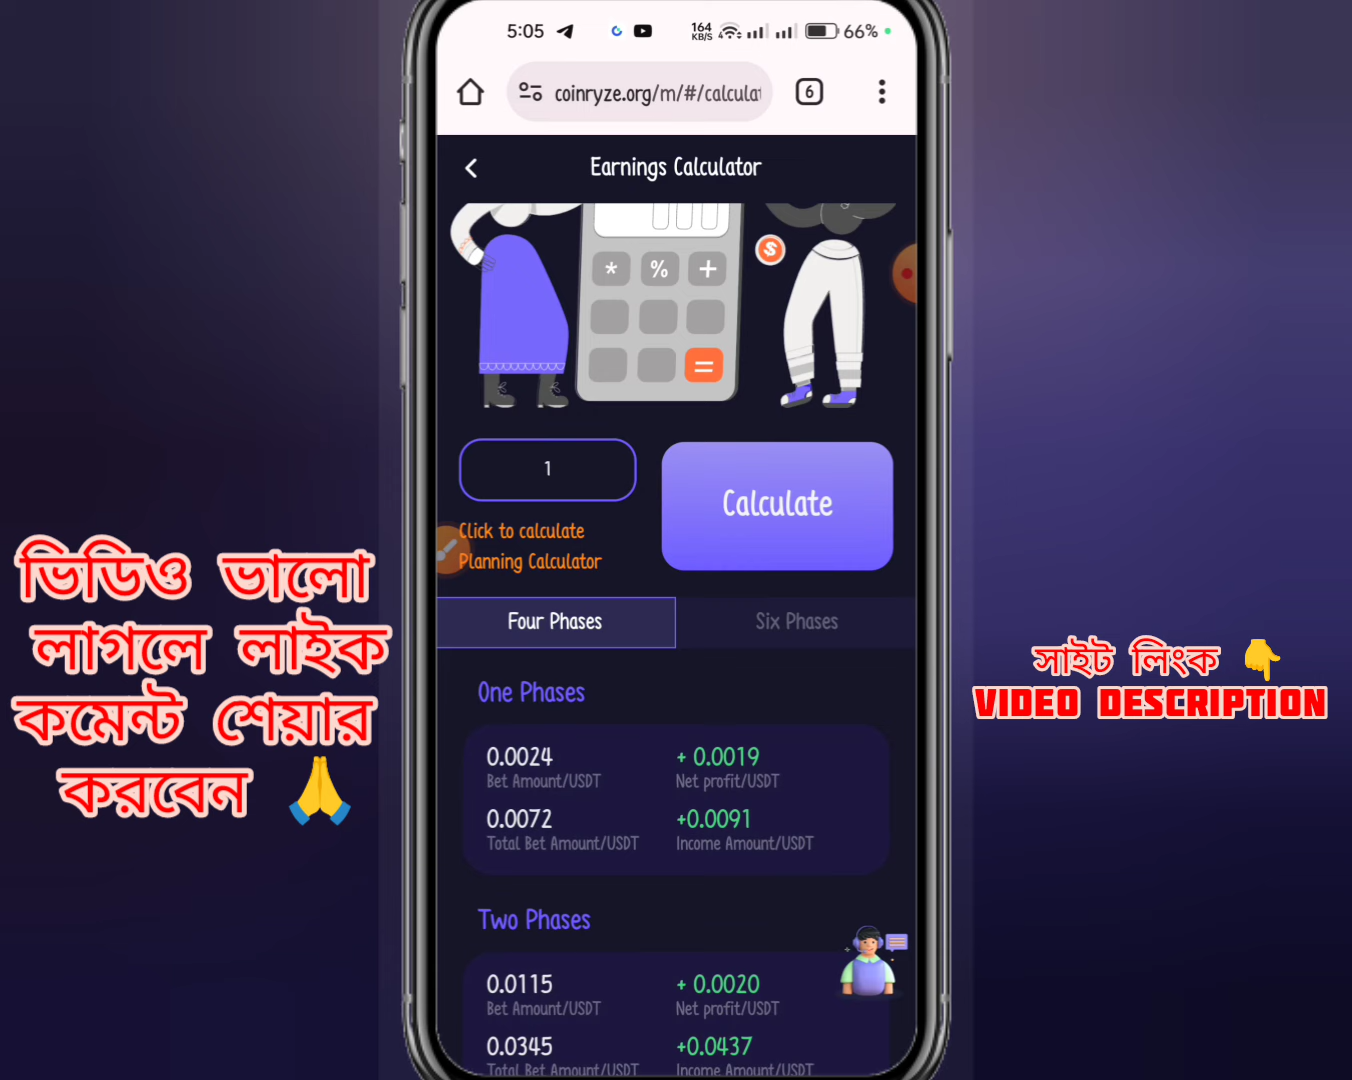 5:05
164
KB/S
66%
coinryze.org/m/#/calcula
6
Earnings Calculator
* % +
=
$
1
Calculate
Click to calculate
Planning Calculator
Four Phases
Six Phases
One Phases
0.0024
+ 0.0019
Bet Amount/USDT
Net profit/USDT
0.0072
+0.0091
Total Bet Amount/USDT
Income Amount/USDT
Two Phases
0.0115
+ 0.0020
Bet Amount/USDT
Net profit/USDT
0.0345
+0.0437
Total Bet Amount/USDT
Income Amount/USDT
ভিডিও ভালো
লাগলে লাইক
কমেন্ট শেয়ার
করবেন 🙏
সাইট লিংক 👇
VIDEO DESCRIPTION